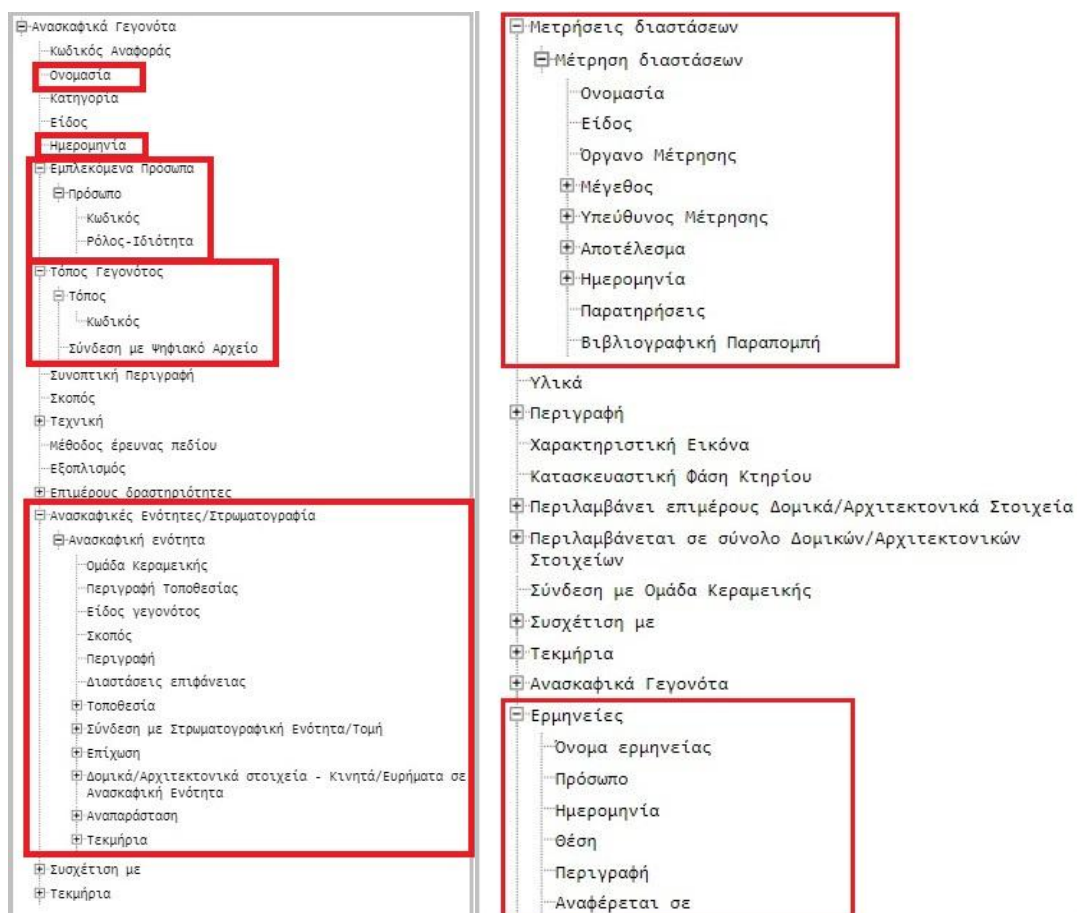 Ανασκαφικά Γεγονότα
Κωδικός Αναφοράς
Ονομασία
Κατηγορία
Είδος
Ημερομηνία
Εμπλεκόμενα Πρόσωπα
Πρόσωπο
Κωδικός
Ρόλος-Ιδιότητα
Τόπος Γεγονότος
Τόπος
Κωδικός
Σύνδεση με Ψηφιακό Αρχείο
Συνοπτική Περιγραφή
Σκοπός
Τεχνική
Μέθοδος έρευνας πεδίου
Εξοπλισμός
Επιμέρους δραστηριότητες
Ανασκαφικές Ενότητες/Στρωματογραφία
Ανασκαφική ενότητα
Ομάδα Κεραμεικής
Περιγραφή Τοποθεσίας
Είδος γεγονότος
Σκοπός
Περιγραφή
Διαστάσεις επιφάνειας
Τοποθεσία
Σύνδεση με Στρωματογραφική Ενότητα/Τομή
Επίχωση
Δομικά/Αρχιτεκτονικά στοιχεία - Κινητά/Ευρήματα σε
Ανασκαφική Ενότητα
Αναπαράσταση
Τεκμήρια
Συσχέτιση με
Τεκμήρια
Μετρήσεις διαστάσεων
Μέτρηση διαστάσεων
Ονομασία
Είδος
Όργανο Μέτρησης
Μέγεθος
Υπεύθυνος Μέτρησης
Αποτέλεσμα
Ημερομηνία
Παρατηρήσεις
Βιβλιογραφική Παραπομπή
Υλικά
Περιγραφή
Χαρακτηριστική Εικόνα
Κατασκευαστική Φάση Κτηρίου
Περιλαμβάνει επιμέρους Δομικά/Αρχιτεκτονικά Στοιχεία
Περιλαμβάνεται σε σύνολο Δομικών/Αρχιτεκτονικών
Στοιχείων
Σύνδεση με Ομάδα Κεραμεικής
Συσχέτιση με
Τεκμήρια
Ανασκαφικά Γεγονότα
Ερμηνείες
Όνομα ερμηνείας
Πρόσωπο
Ημερομηνία
Θέση
Περιγραφή
Αναφέρεται σε